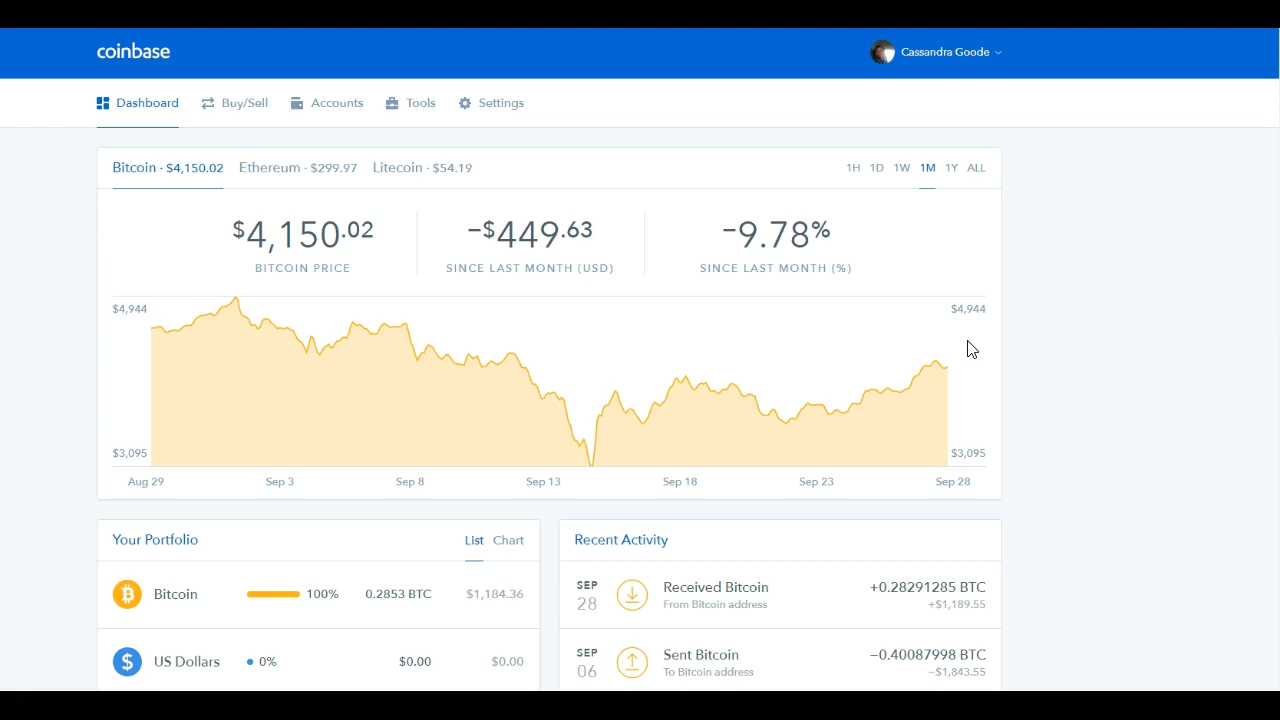 coinbase
Cassandra Goode
Dashboard Buy/Sell Accounts Tools Settings
Bitcoin · $4,150.02 Ethereum · $299.97 Litecoin · $54.19 1H 1D 1W 1M 1Y ALL
$4,150.02 −$449.63 −9.78%
BITCOIN PRICE SINCE LAST MONTH (USD) SINCE LAST MONTH (%)
$4,944 $4,944
$3,095 $3,095
Aug 29 Sep 3 Sep 8 Sep 13 Sep 18 Sep 23 Sep 28
Your Portfolio List Chart
Bitcoin 100% 0.2853 BTC $1,184.36
US Dollars 0% $0.00 $0.00
Recent Activity
SEP 28 Received Bitcoin +0.28291285 BTC
From Bitcoin address +$1,189.55
SEP 06 Sent Bitcoin −0.40087998 BTC
To Bitcoin address −$1,843.55